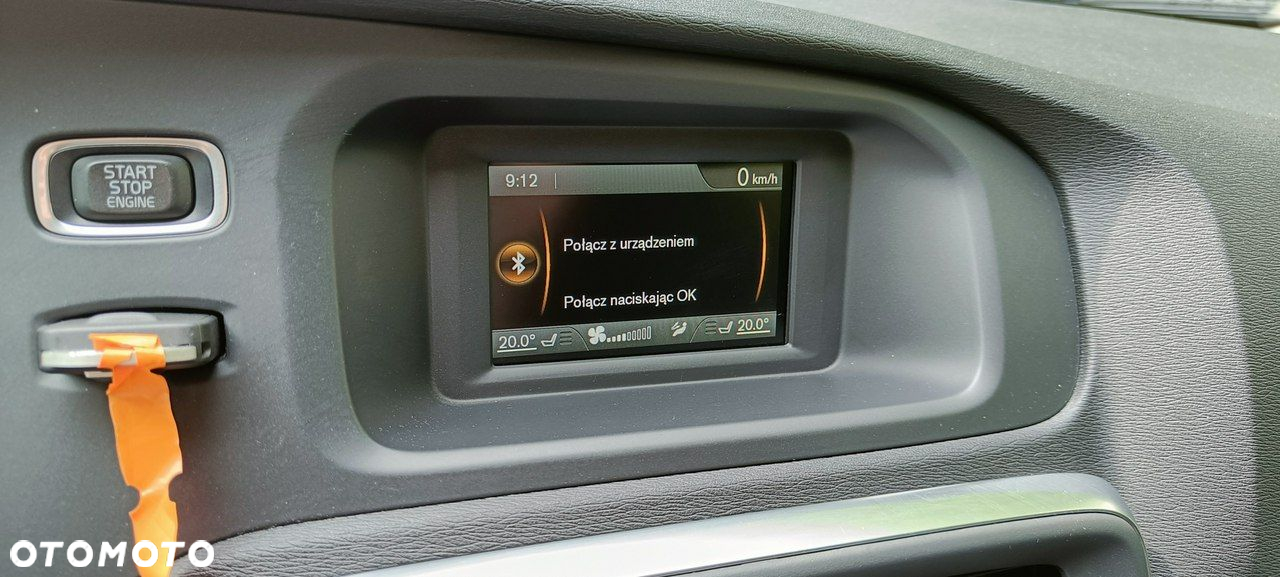 START
STOP
ENGINE
9:12
0 km/h
Połącz z urządzeniem
Połącz naciskając OK
20.0°
20.0°
OTOMOTO